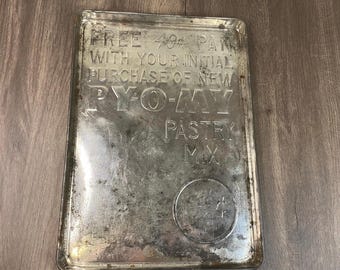 FREE 49¢ PAN
WITH YOUR INITIAL
PURCHASE OF NEW
PY-O-MY
PASTRY
MIX